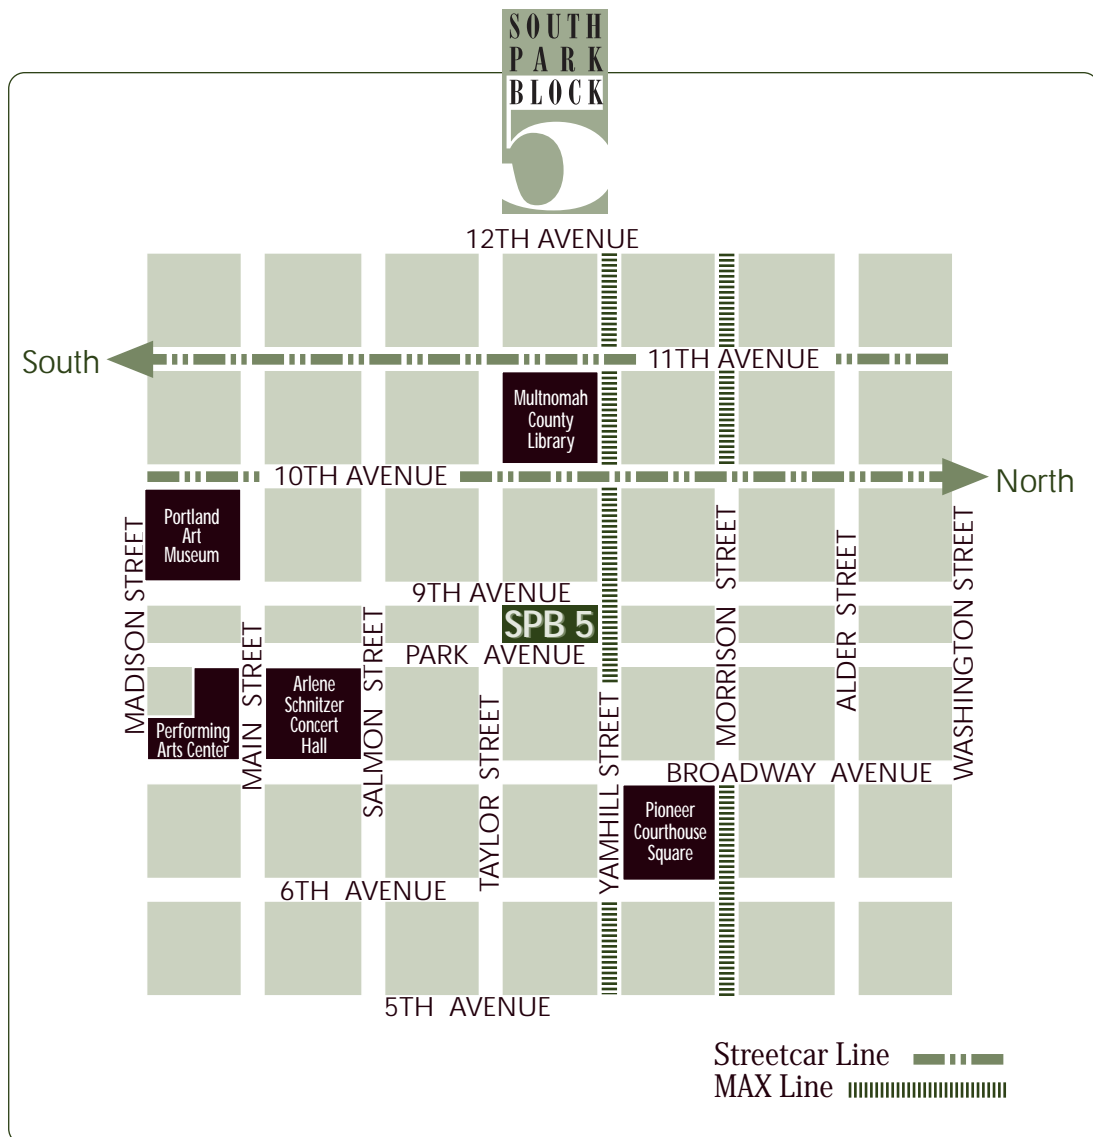 SOUTH
PARK
BLOCK
5
12TH AVENUE
South
11TH AVENUE
Multnomah
County
Library
10TH AVENUE
North
Portland
Art
Museum
MADISON STREET
9TH AVENUE
SPB 5
PARK AVENUE
MORRISON STREET
ALDER STREET
WASHINGTON STREET
Performing
Arts Center
MAIN STREET
Arlene
Schnitzer
Concert
Hall
SALMON STREET
TAYLOR STREET
YAMHILL STREET
BROADWAY AVENUE
Pioneer
Courthouse
Square
6TH AVENUE
5TH AVENUE
Streetcar Line
MAX Line